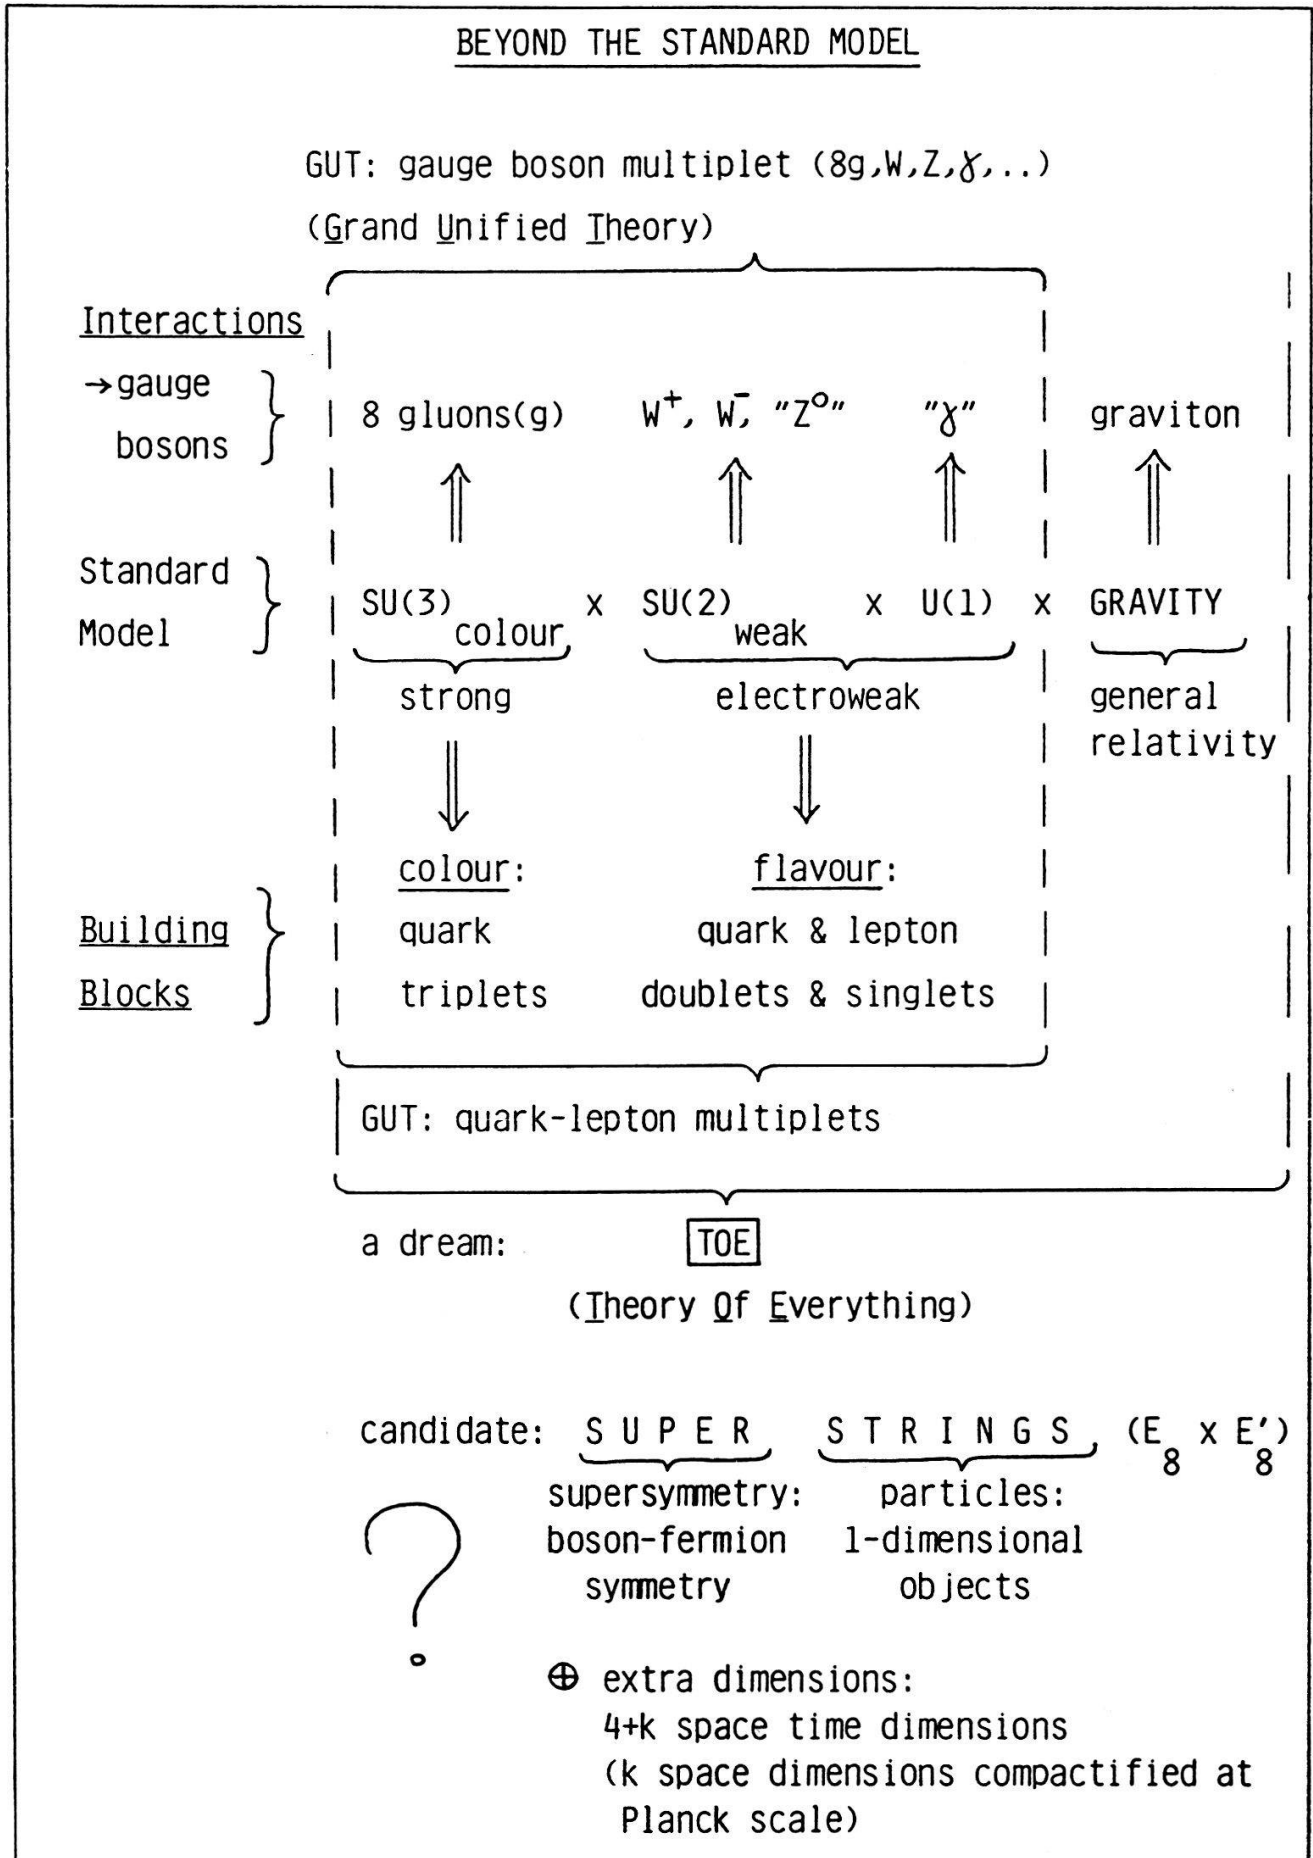 BEYOND THE STANDARD MODEL
GUT: gauge boson multiplet (8g,W,Z,γ,..)
(Grand Unified Theory)
Interactions
→gauge
bosons
8 gluons(g) W⁺, W⁻, "Z⁰" "γ" graviton
Standard
Model
SU(3)colour x SU(2)weak x U(1) x GRAVITY
strong electroweak general
relativity
colour: flavour:
Building
Blocks
quark quark & lepton
triplets doublets & singlets
GUT: quark-lepton multiplets
a dream: TOE
(Theory Of Everything)
candidate: S U P E R S T R I N G S, (E₈ x E′₈)
supersymmetry: particles:
boson-fermion 1-dimensional
symmetry objects
?
⊕ extra dimensions:
4+k space time dimensions
(k space dimensions compactified at
Planck scale)